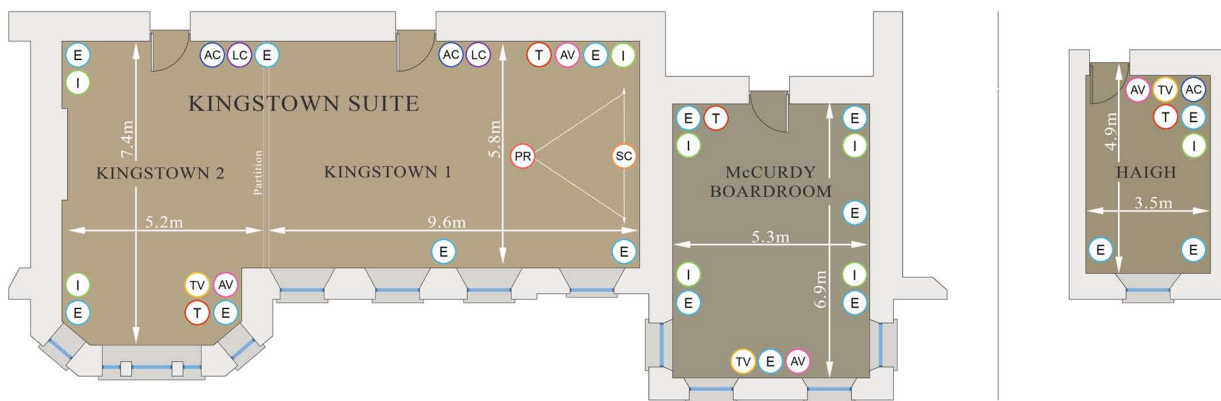 E
AC
LC
E
AC
LC
T
AV
E
I
I
KINGSTOWN SUITE
7.4m
5.8m
PR
SC
KINGSTOWN 2
Partition
KINGSTOWN 1
5.2m
9.6m
E
E
I
TV
AV
E
T
E
E
T
E
I
I
McCURDY
BOARDROOM
E
5.3m
6.9m
I
I
E
E
TV
E
AV
AV
TV
AC
T
E
4.9m
I
HAIGH
3.5m
E
E